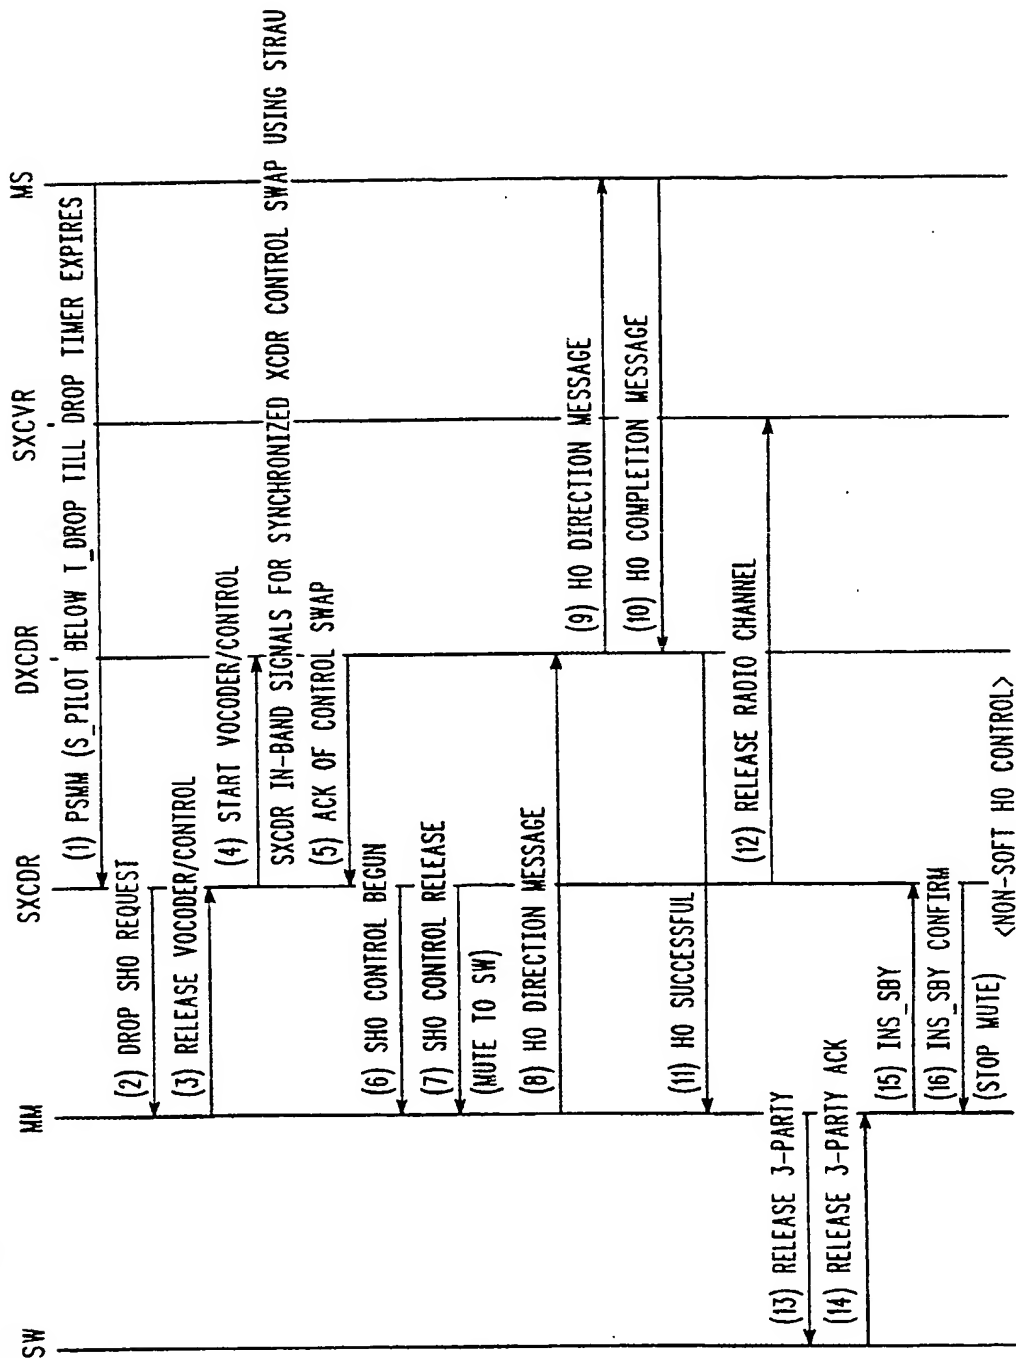 SW
MM
SXCDR
DXCDR
SXCVR
MS
(1) PSMM (S_PILOT BELOW T_DROP TILL DROP TIMER EXPIRES
(2) DROP SHO REQUEST
(3) RELEASE VOCODER/CONTROL
(4) START VOCODER/CONTROL
SXCDR IN-BAND SIGNALS FOR SYNCHRONIZED XCDR CONTROL SWAP USING STRAU
(5) ACK OF CONTROL SWAP
(6) SHO CONTROL BEGUN
(7) SHO CONTROL RELEASE
(MUTE TO SW)
(8) HO DIRECTION MESSAGE
(9) HO DIRECTION MESSAGE
(10) HO COMPLETION MESSAGE
(11) HO SUCCESSFUL
(12) RELEASE RADIO CHANNEL
(13) RELEASE 3-PARTY
(14) RELEASE 3-PARTY ACK
(15) INS_SBY
(16) INS_SBY CONFIRM
(STOP MUTE)
<NON-SOFT HO CONTROL>